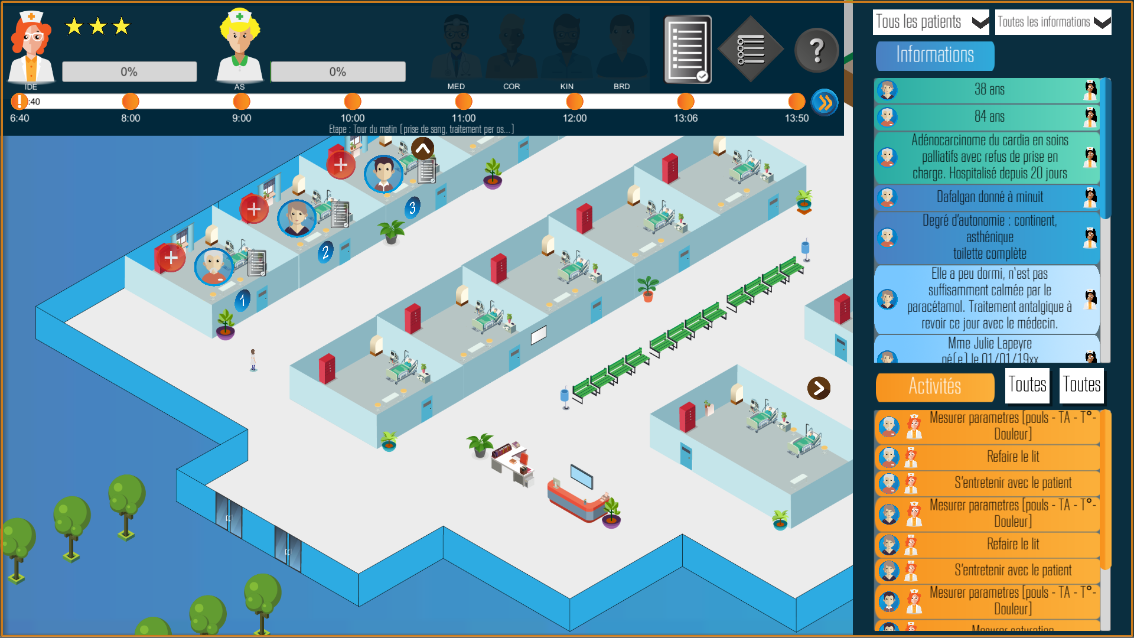 0%
0%
IDE
AS
MED
COR
KIN
BRD
?
!
:40
6:40
8:00
9:00
10:00
11:00
12:00
13:06
13:50
Etape : Tour du matin [prise de sang, traitement per os...]
3
2
1
Tous les patients
Toutes les informations
Informations
38 ans
84 ans
Adénocarcinome du cardia en soins
palliatifs avec refus de prise en
charge. Hospitalisé depuis 20 jours
Dafalgan donné à minuit
Degré d'autonomie : continent,
asthénique
toilette complète
Elle a peu dormi, n'est pas
suffisamment calmée par le
paracétamol. Traitement antalgique à
revoir ce jour avec le médecin.
Mme Julie Lapeyre
né(e) le 01/01/19xx
Activités
Toutes
Toutes
Mesurer parametres [pouls - TA - T°-
Douleur]
Refaire le lit
S'entretenir avec le patient
Mesurer parametres [pouls - TA - T°-
Douleur]
Refaire le lit
S'entretenir avec le patient
Mesurer parametres [pouls - TA - T°-
Douleur]
Mesurer saturation